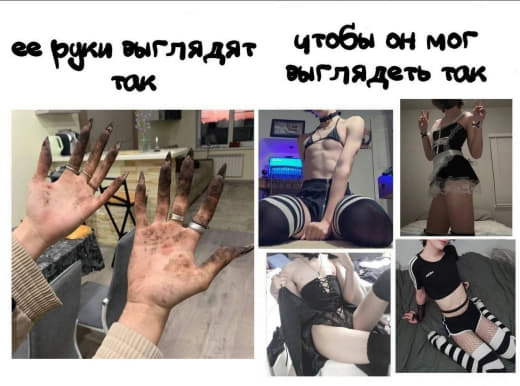 ее руки выглядят
так
чтобы он мог
выглядеть так